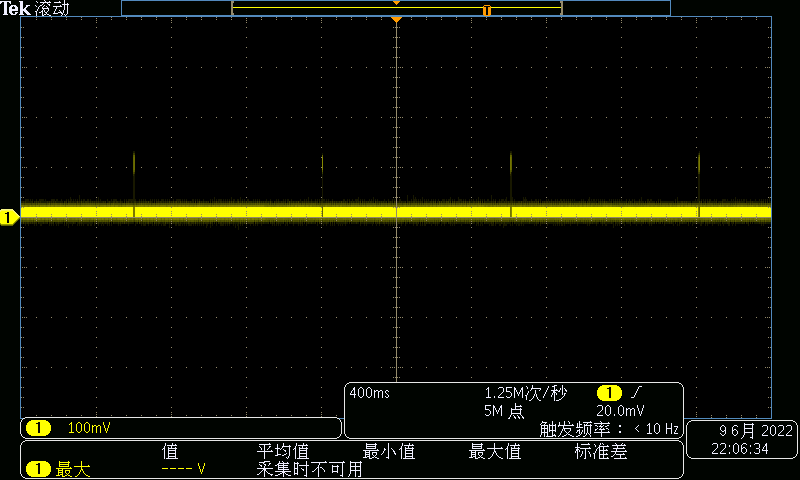 Tek 滚动
1
400ms 1.25M次/秒 1
5M 点 20.0mV
触发频率：< 10 Hz
1 100mV
9 6月 2022
22:06:34
值 平均值 最小值 最大值 标准差
1 最大 ---- V 采集时不可用